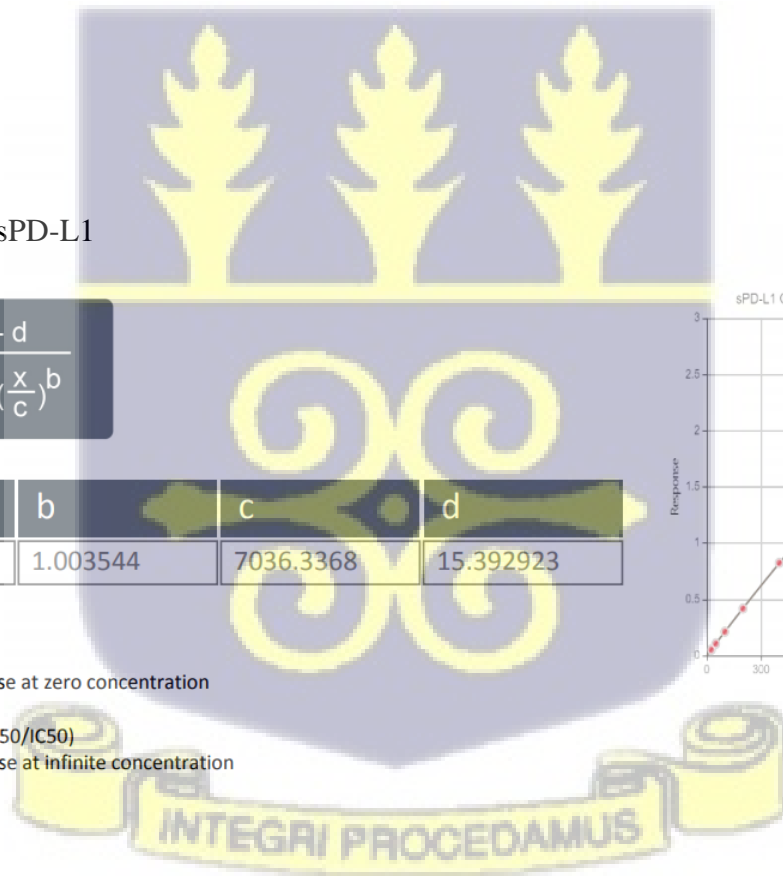 sPD-L1
- d
(x/c)^b
b c d
1.003544 7036.3368 15.392923
se at zero concentration
50/IC50)
se at infinite concentration
sPD-L1
3
2.5
2
1.5
1
0.5
0
Response
0 300
INTEGRI PROCEDAMUS